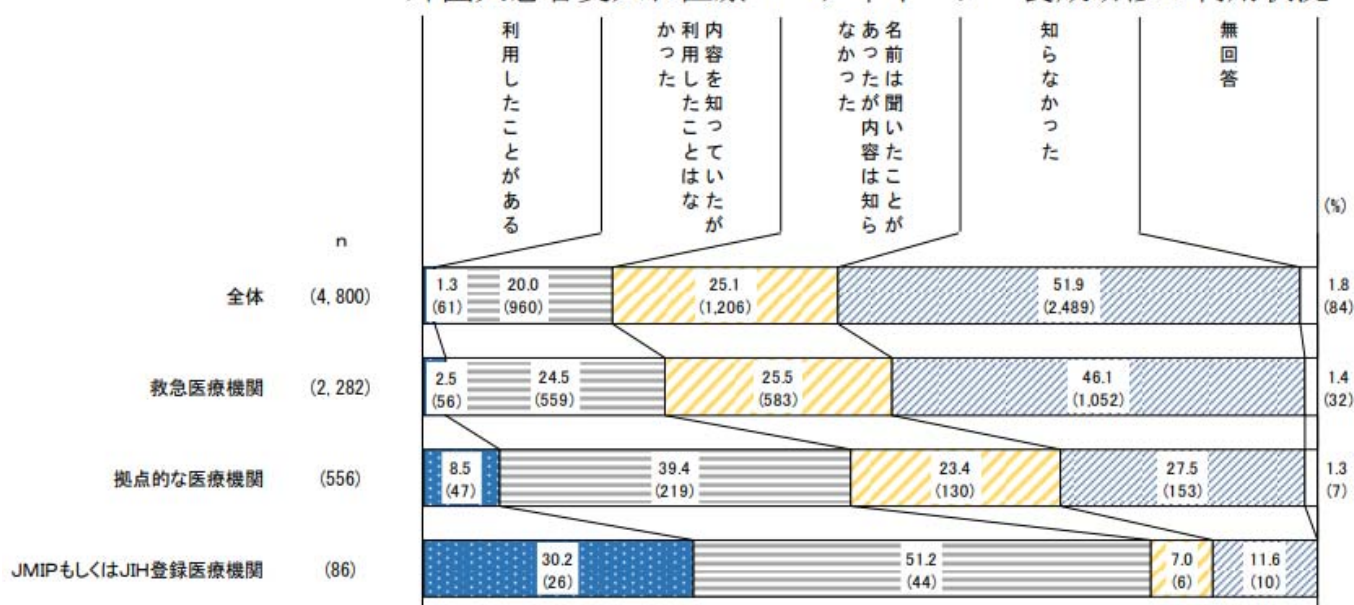 利用したことがある
内容を知っていたが
利用したことはな
かった
名前は聞いたことが
あったが内容は知ら
なかった
知らなかった
無回答
(%)
n
全体 (4,800) 1.3 (61) 20.0 (960) 25.1 (1,206) 51.9 (2,489) 1.8 (84)
救急医療機関 (2,282) 2.5 (56) 24.5 (559) 25.5 (583) 46.1 (1,052) 1.4 (32)
拠点的な医療機関 (556) 8.5 (47) 39.4 (219) 23.4 (130) 27.5 (153) 1.3 (7)
JMIPもしくはJIH登録医療機関 (86) 30.2 (26) 51.2 (44) 7.0 (6) 11.6 (10)